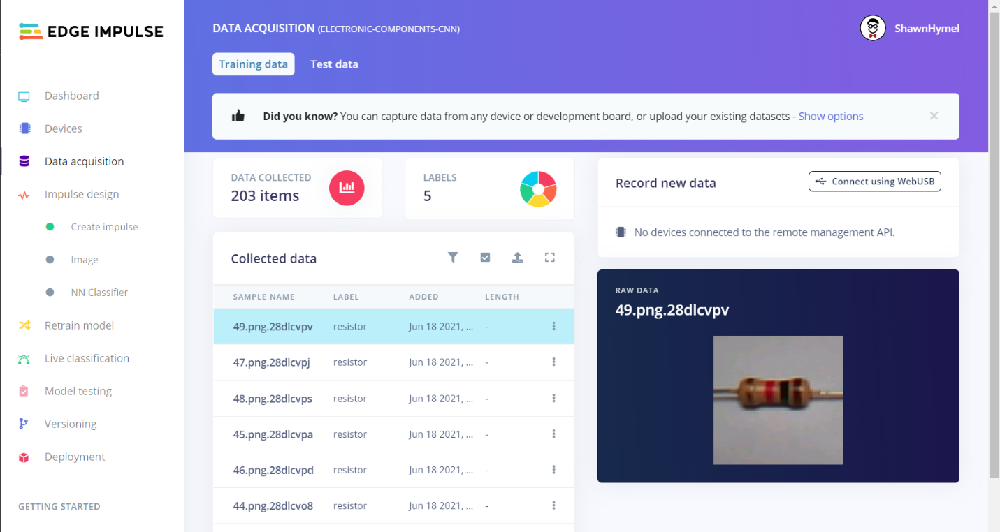 EDGE IMPULSE
Dashboard
Devices
Data acquisition
Impulse design
Create impulse
Image
NN Classifier
Retrain model
Live classification
Model testing
Versioning
Deployment
GETTING STARTED
DATA ACQUISITION (ELECTRONIC-COMPONENTS-CNN)
ShawnHymel
Training data Test data
Did you know? You can capture data from any device or development board, or upload your existing datasets - Show options ×
DATA COLLECTED
203 items
LABELS
5
Collected data
SAMPLE NAME LABEL ADDED LENGTH
49.png.28dlcvpv resistor Jun 18 2021, ... -
47.png.28dlcvpj resistor Jun 18 2021, ... -
48.png.28dlcvps resistor Jun 18 2021, ... -
45.png.28dlcvpa resistor Jun 18 2021, ... -
46.png.28dlcvpd resistor Jun 18 2021, ... -
44.png.28dlcvo8 resistor Jun 18 2021, ... -
Record new data
Connect using WebUSB
No devices connected to the remote management API.
RAW DATA
49.png.28dlcvpv